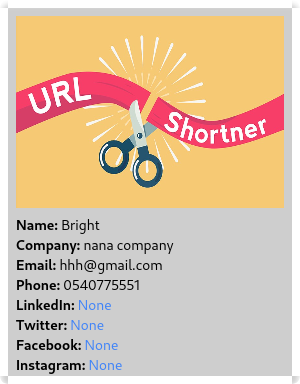 URL
Shortner
Name: Bright
Company: nana company
Email: hhh@gmail.com
Phone: 0540775551
LinkedIn: None
Twitter: None
Facebook: None
Instagram: None